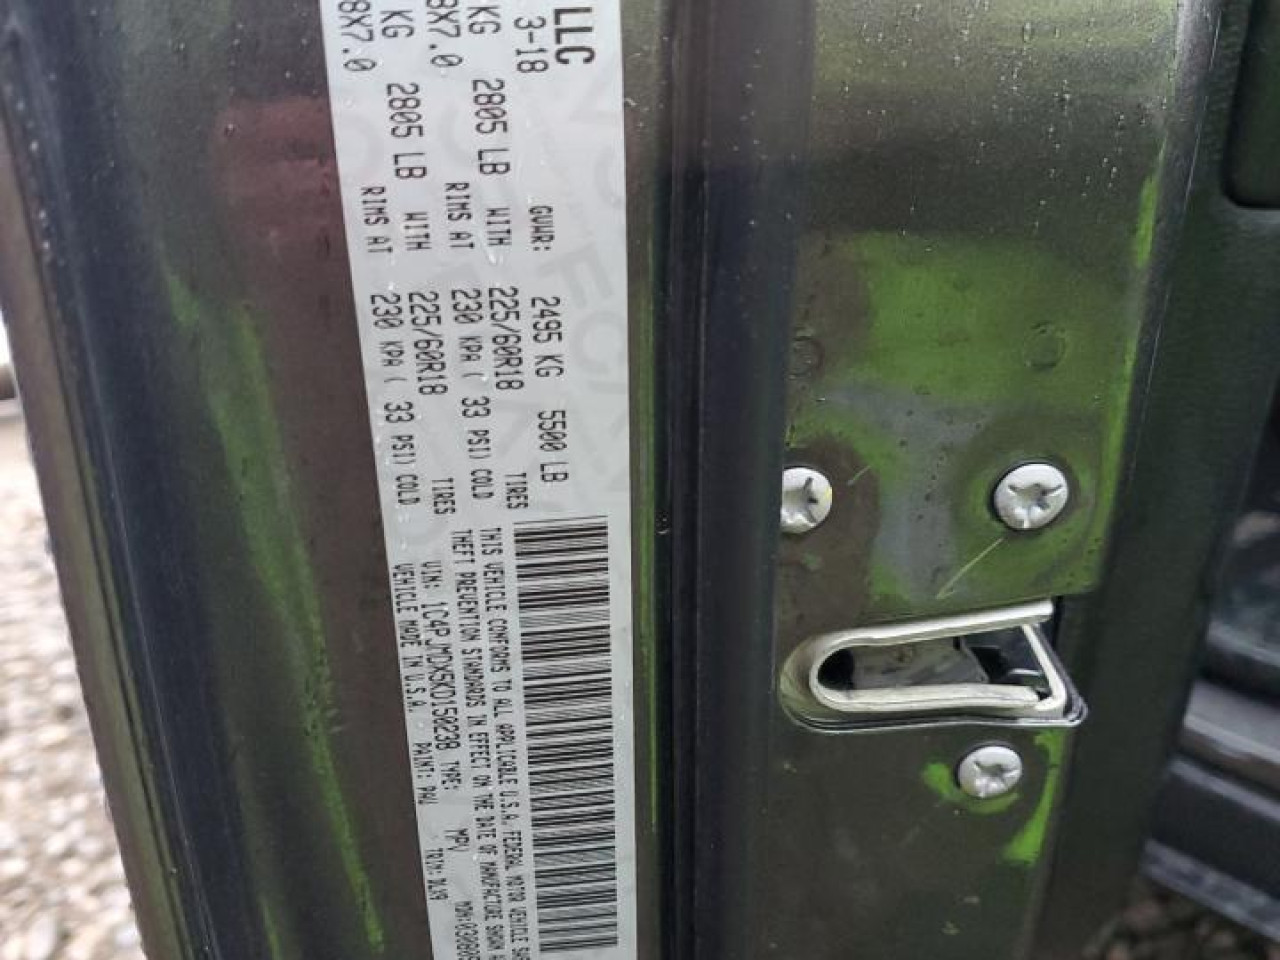 LLC
3-18
GVWR: 2495 KG 5500 LB
KG 2805 LB WITH 225/60R18 TIRES
8X7.0 RIMS AT 230 KPA ( 33 PSI) COLD
KG 2805 LB WITH 225/60R18 TIRES
8X7.0 RIMS AT 230 KPA ( 33 PSI) COLD
THIS VEHICLE CONFORMS TO ALL APPLICABLE U.S.A. FEDERAL MOTOR VEHICLE
THEFT PREVENTION STANDARDS IN EFFECT ON THE DATE OF MANUFACTURE SHOWN
VIN: 1C4PJMDX5KD150238 TYPE: MPV
VEHICLE MADE IN U.S.A. PAINT: PAU TRIM: DLX9